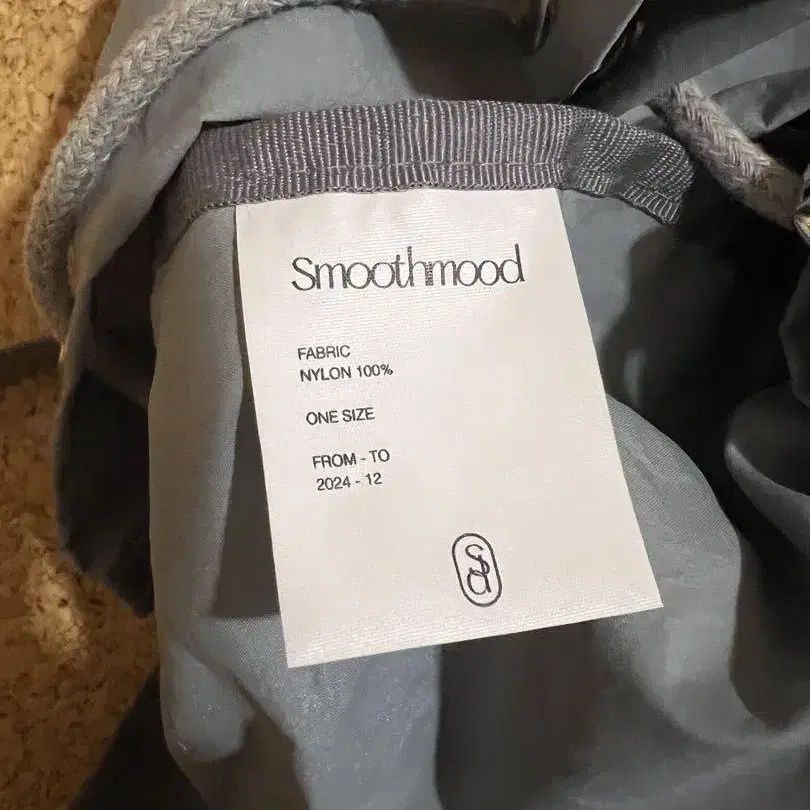 Smoothmood
FABRIC
NYLON 100%
ONE SIZE
FROM - TO
2024 - 12